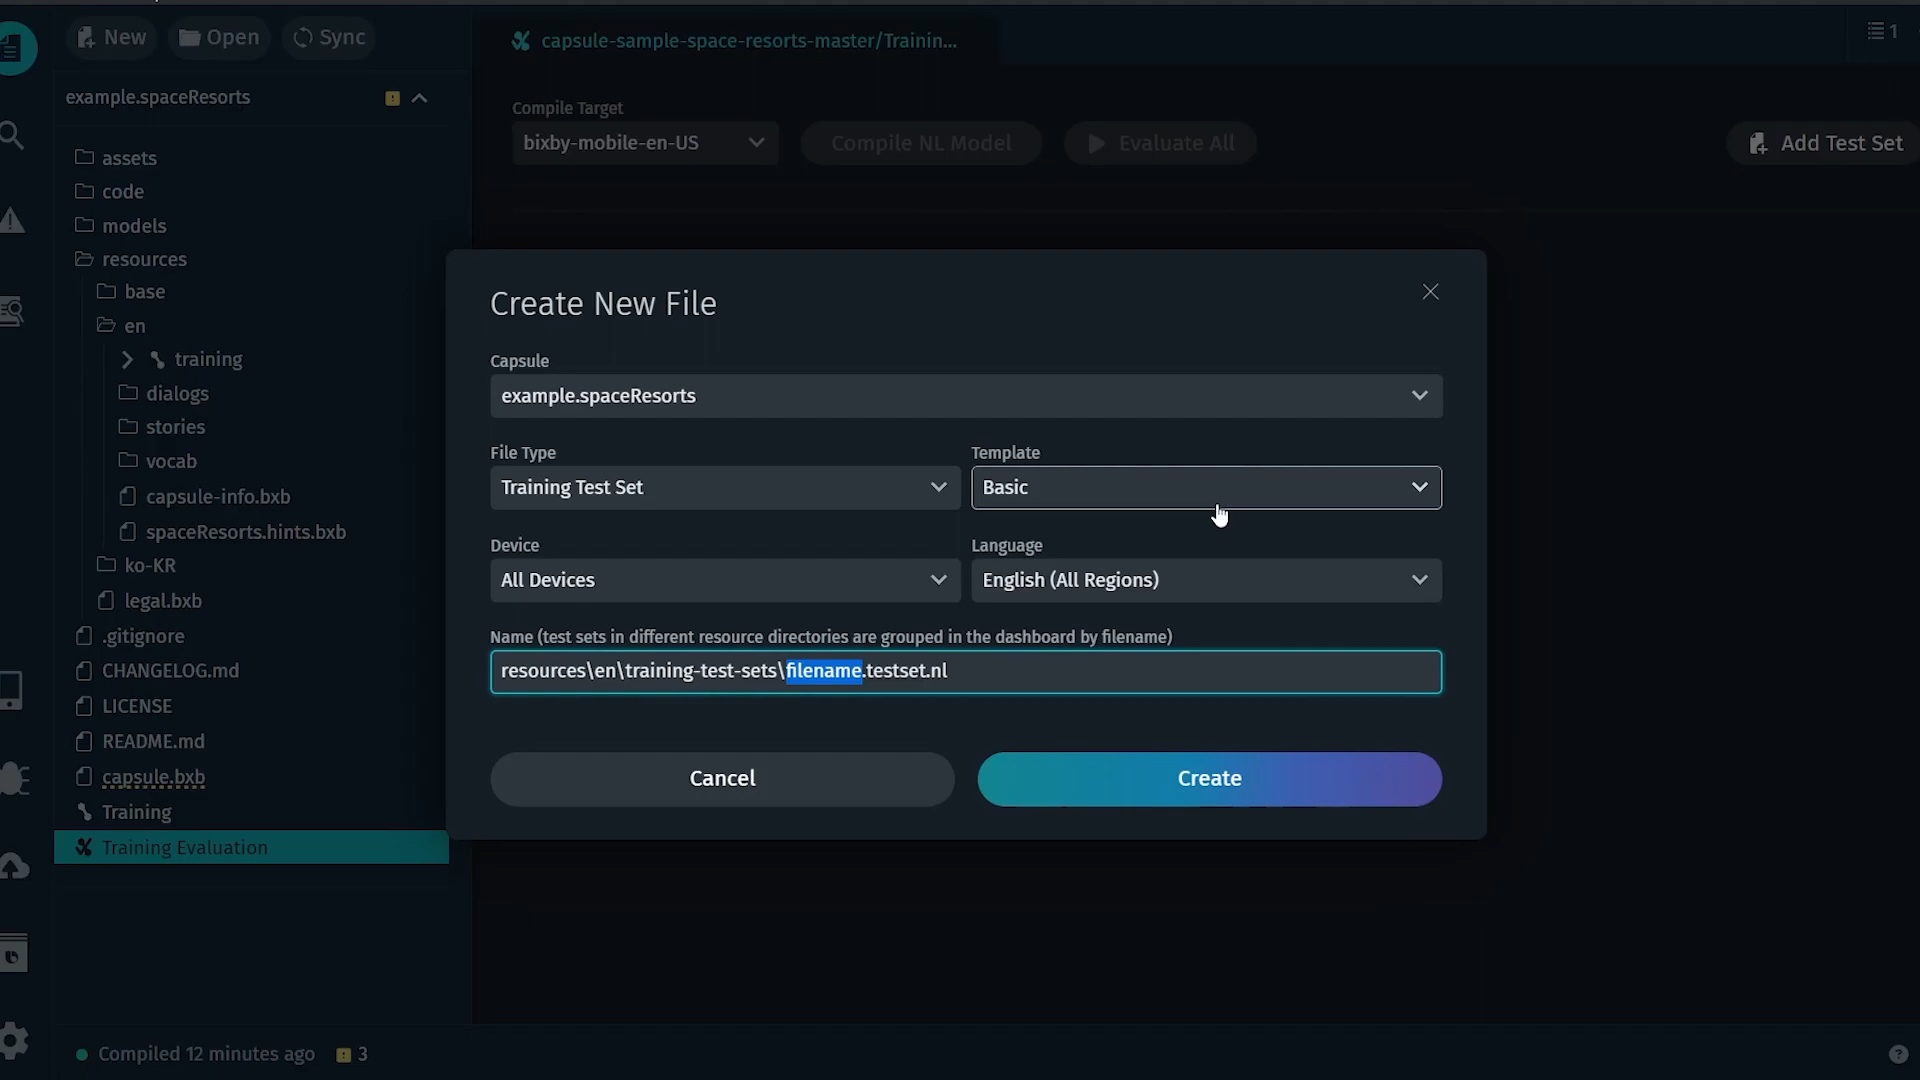 New
Open
Sync
capsule-sample-space-resorts-master/Trainin...
1
example.spaceResorts
Compile Target
bixby-mobile-en-US
Compile NL Model
Evaluate All
Add Test Set
assets
code
models
resources
base
en
training
dialogs
stories
vocab
capsule-info.bxb
spaceResorts.hints.bxb
ko-KR
legal.bxb
.gitignore
CHANGELOG.md
LICENSE
README.md
capsule.bxb
Training
Training Evaluation
Create New File
Capsule
example.spaceResorts
File Type
Template
Training Test Set
Basic
Device
Language
All Devices
English (All Regions)
Name (test sets in different resource directories are grouped in the dashboard by filename)
resources\en\training-test-sets\filename.testset.nl
Cancel
Create
Compiled 12 minutes ago
3